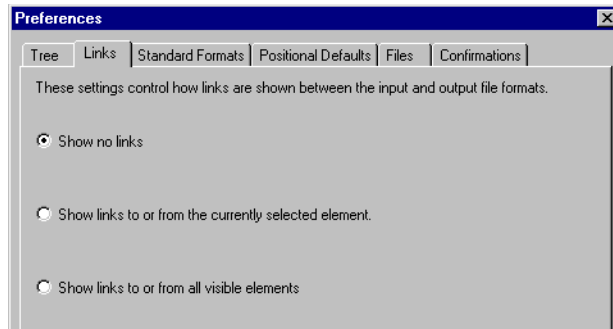 Preferences
Tree Links Standard Formats Positional Defaults Files Confirmations
These settings control how links are shown between the input and output file formats.
Show no links
Show links to or from the currently selected element.
Show links to or from all visible elements